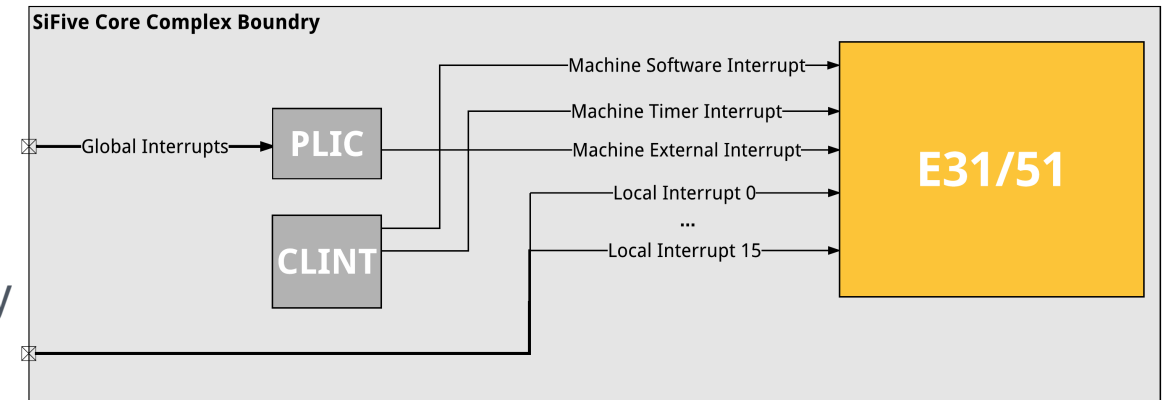 SiFive Core Complex Boundry
Machine Software Interrupt
Machine Timer Interrupt
Global Interrupts
PLIC
Machine External Interrupt
E31/51
Local Interrupt 0
...
CLINT
Local Interrupt 15
y